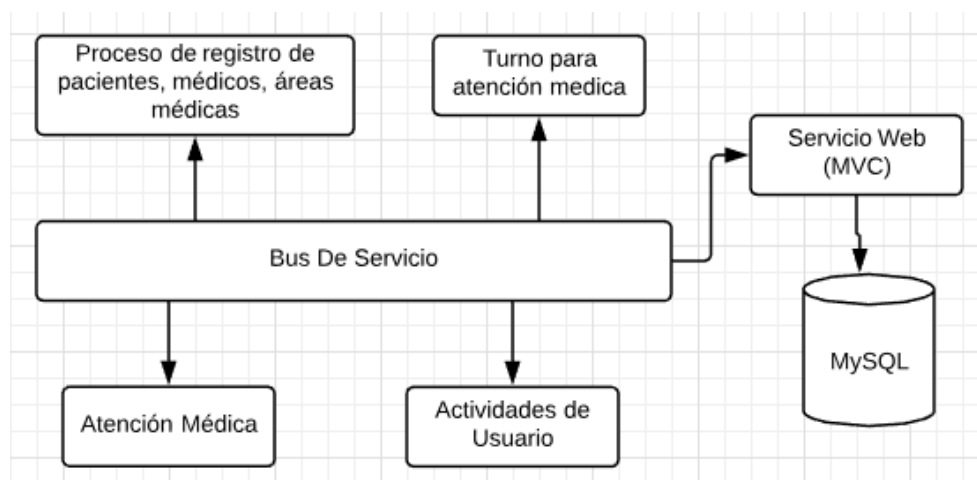 Proceso de registro de
pacientes, médicos, áreas
médicas
Turno para
atención medica
Servicio Web
(MVC)
Bus De Servicio
MySQL
Atención Médica
Actividades de
Usuario